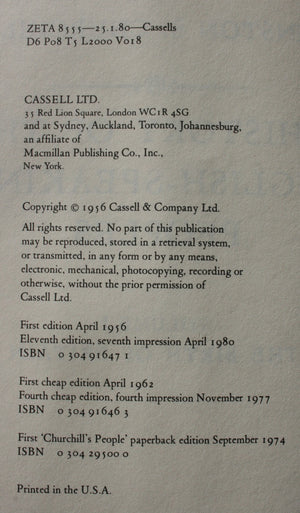 ZETA 8555—25.1.80—Cassells
D6 P08 T5 L2000 V018
CASSELL LTD.
35 Red Lion Square, London WC1R 4SG
and at Sydney, Auckland, Toronto, Johannesburg,
an affiliate of
Macmillan Publishing Co., Inc.,
New York.
Copyright © 1956 Cassell & Company Ltd.
All rights reserved. No part of this publication
may be reproduced, stored in a retrieval system,
or transmitted, in any form or by any means,
electronic, mechanical, photocopying, recording or
otherwise, without the prior permission of
Cassell Ltd.
First edition April 1956
Eleventh edition, seventh impression April 1980
ISBN 0 304 91647 1
First cheap edition April 1962
Fourth cheap edition, fourth impression November 1977
ISBN 0 304 91646 3
First 'Churchill's People' paperback edition September 1974
ISBN 0 304 29500 0
Printed in the U.S.A.